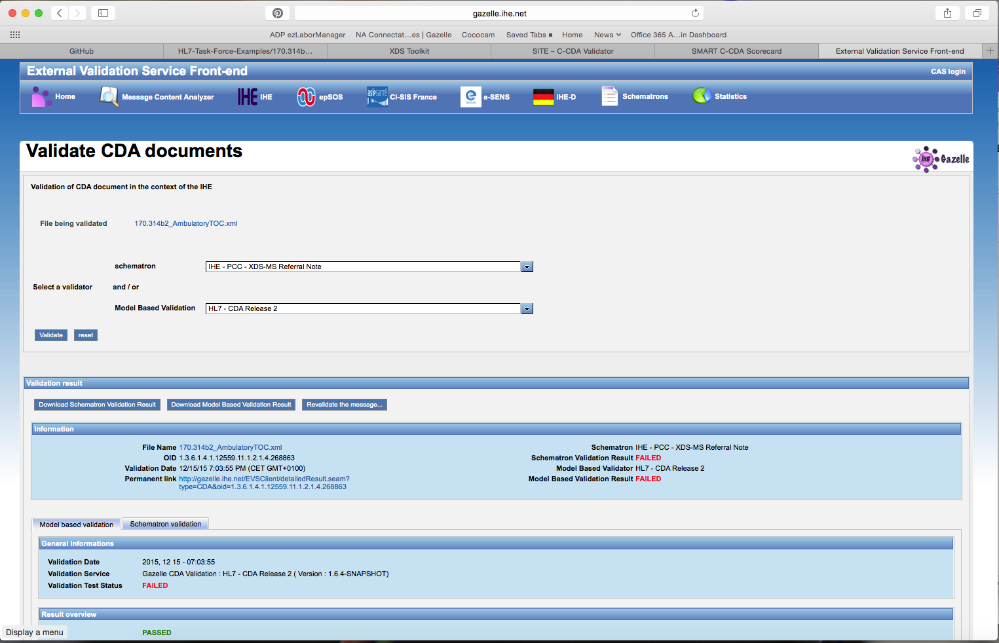 gazelle.ihe.net
ADP ezLaborManager NA Connectat...es | Gazelle Cococam Saved Tabs Home News Office 365 A...in Dashboard
GitHub HL7-Task-Force-Examples/170.314b... XDS Toolkit SITE – C-CDA Validator SMART C-CDA Scorecard External Validation Service Front-end
External Validation Service Front-end CAS login
Home Message Content Analyzer IHE IHE epSOS asipsanté CI-SIS France e SENS e-SENS IHE-D Schematrons Statistics
Validate CDA documents
IHE Gazelle
Validation of CDA document in the context of the IHE
File being validated 170.314b2_AmbulatoryTOC.xml
schematron IHE - PCC - XDS-MS Referral Note
Select a validator and / or
Model Based Validation HL7 - CDA Release 2
Validate reset
Validation result
Download Schematron Validation Result Download Model Based Validation Result Revalidate the message...
Information
File Name 170.314b2_AmbulatoryTOC.xml Schematron IHE - PCC - XDS-MS Referral Note
OID 1.3.6.1.4.1.12559.11.1.2.1.4.268863 Schematron Validation Result FAILED
Validation Date 12/15/15 7:03:55 PM (CET GMT+0100) Model Based Validator HL7 - CDA Release 2
Permanent link http://gazelle.ihe.net/EVSClient/detailedResult.seam? Model Based Validation Result FAILED
type=CDA&oid=1.3.6.1.4.1.12559.11.1.2.1.4.268863
Model based validation Schematron validation
General Informations
Validation Date 2015, 12 15 - 07:03:55
Validation Service Gazelle CDA Validation : HL7 - CDA Release 2 ( Version : 1.6.4-SNAPSHOT)
Validation Test Status FAILED
Result overview
Display a menu PASSED